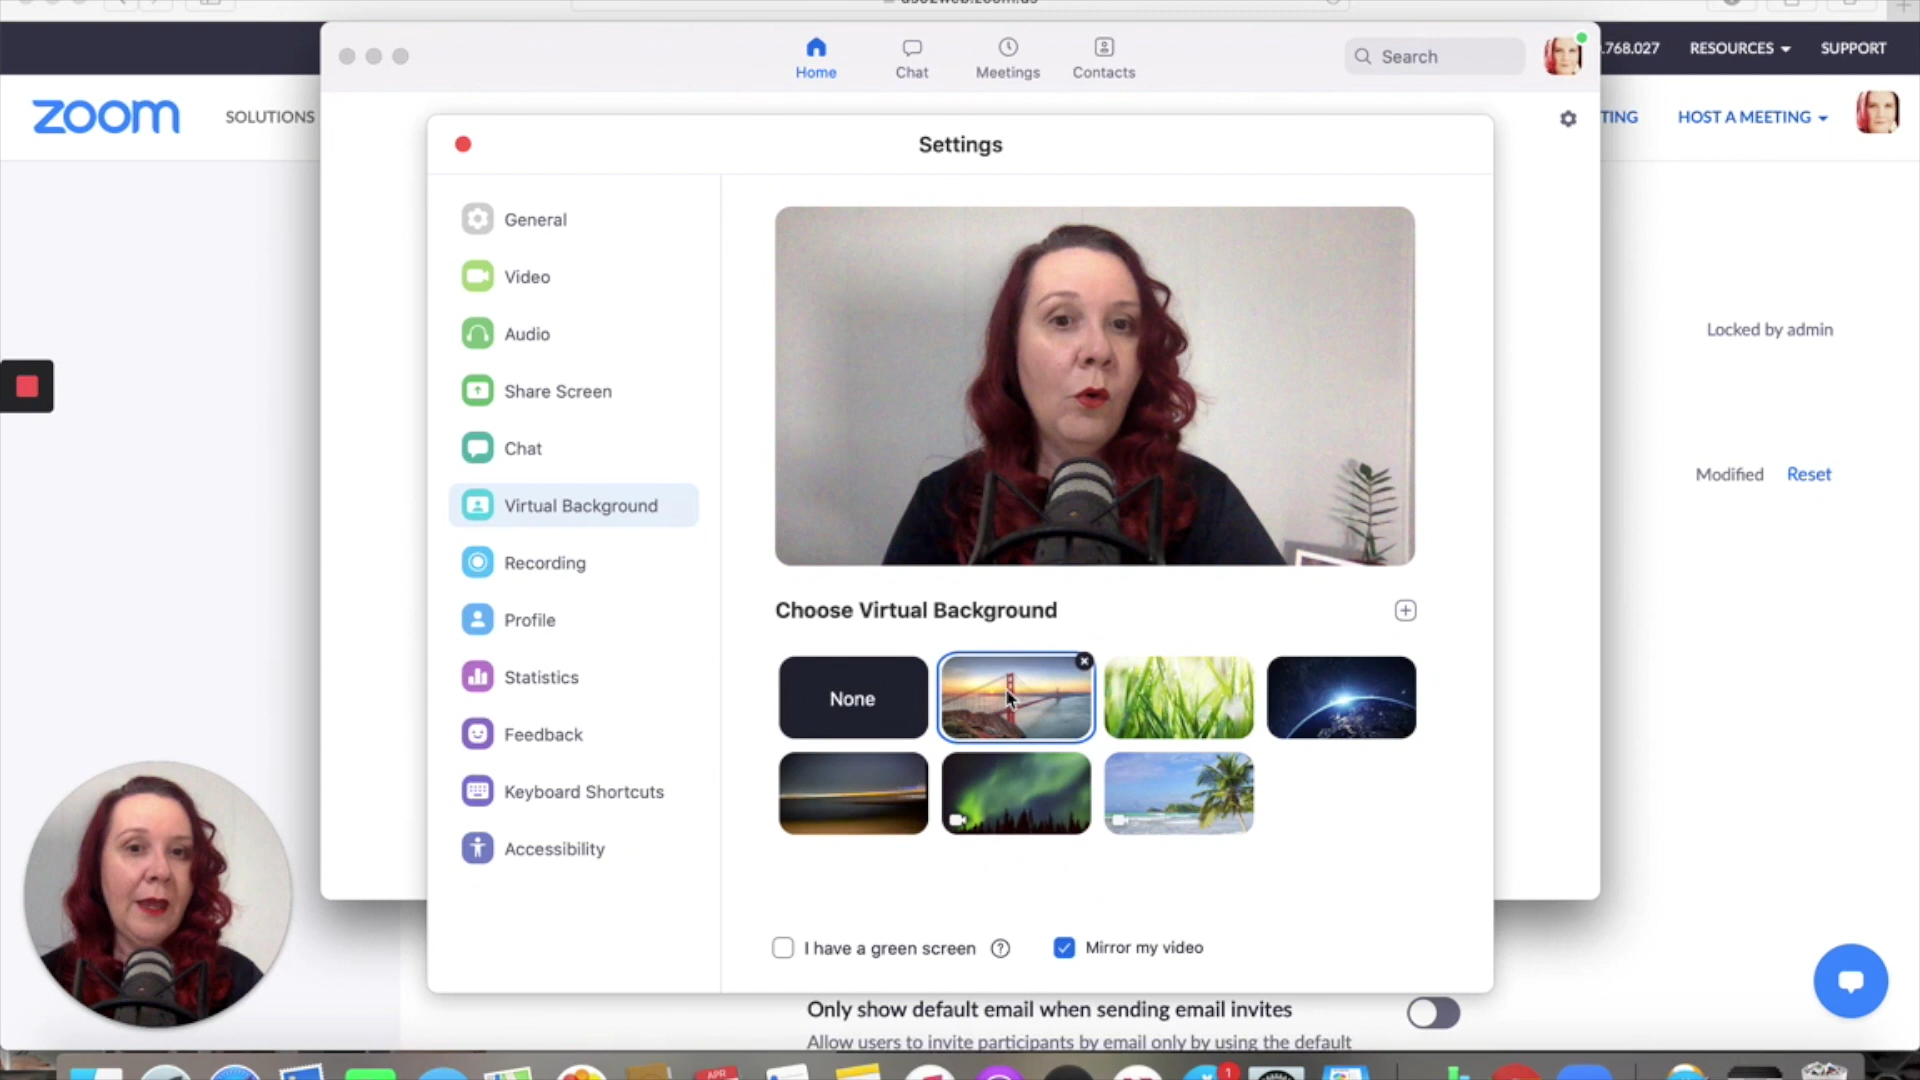 Home
Chat
Meetings
Contacts
Search
.768.027
RESOURCES
SUPPORT
zoom
SOLUTIONS
TING
HOST A MEETING
Settings
General
Video
Audio
Share Screen
Chat
Virtual Background
Recording
Profile
Statistics
Feedback
Keyboard Shortcuts
Accessibility
Locked by admin
Modified Reset
Choose Virtual Background
None
I have a green screen
Mirror my video
Only show default email when sending email invites
Allow users to invite participants by email only by using the default
APR
1